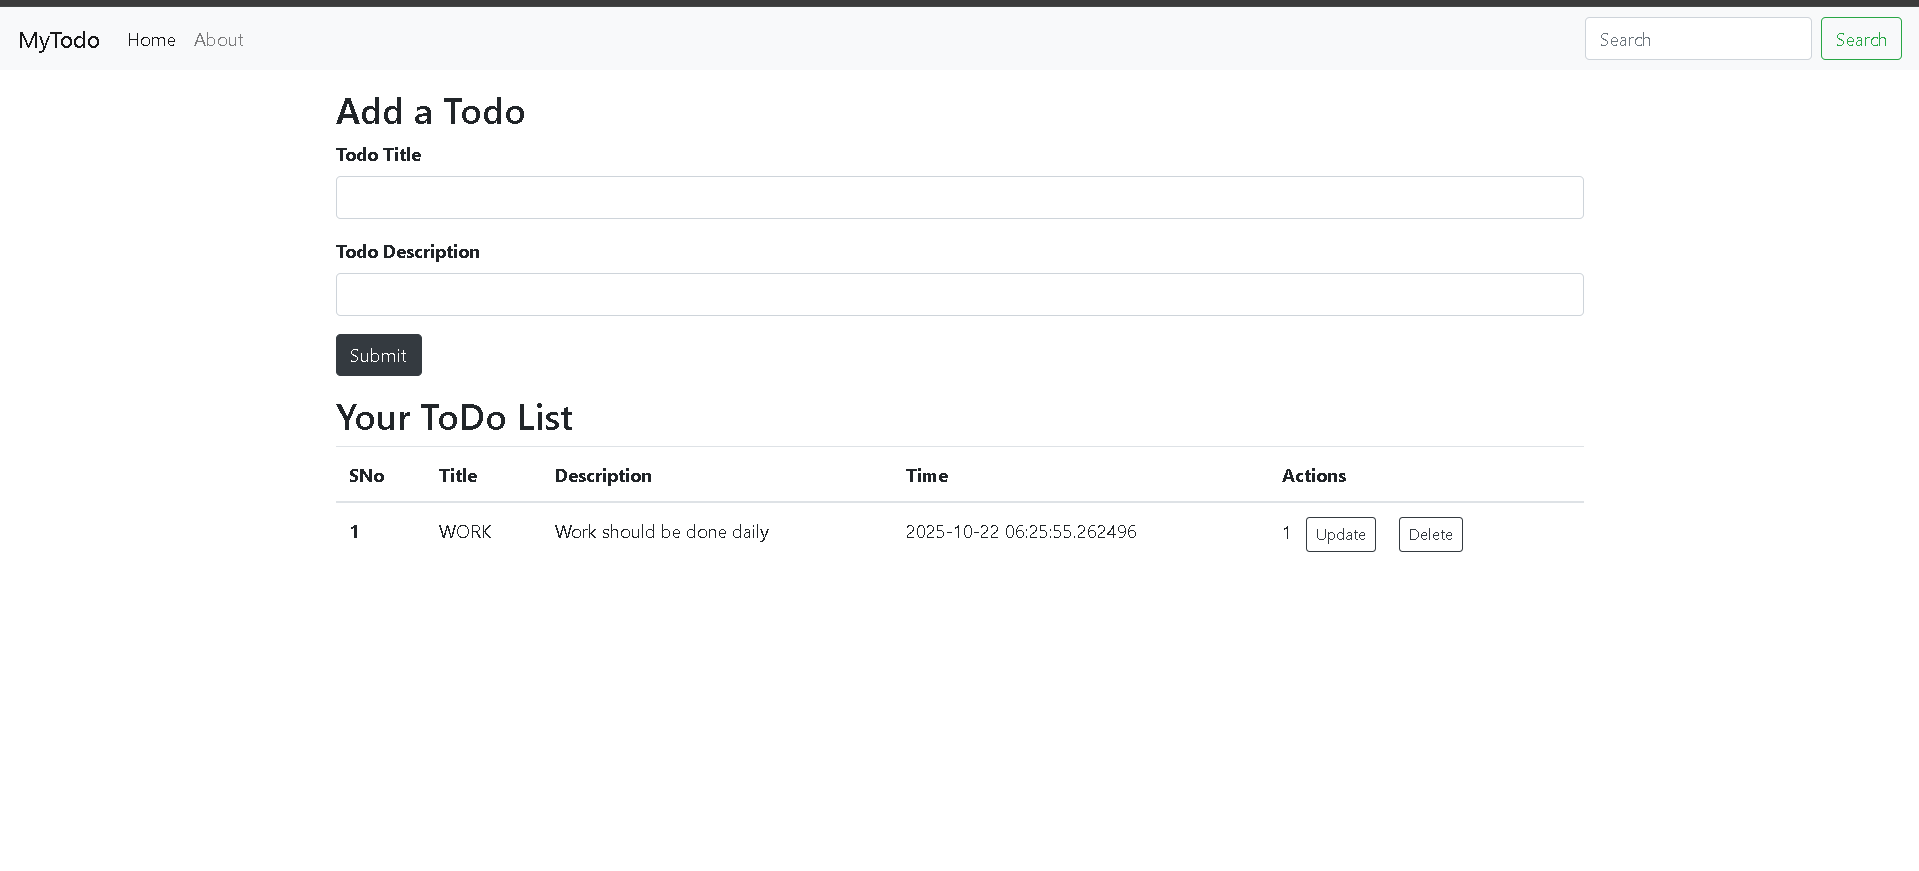 MyTodo Home About Search Search
Add a Todo
Todo Title
Todo Description
Submit
Your ToDo List
SNo Title Description Time Actions
1 WORK Work should be done daily 2025-10-22 06:25:55.262496 1 Update Delete